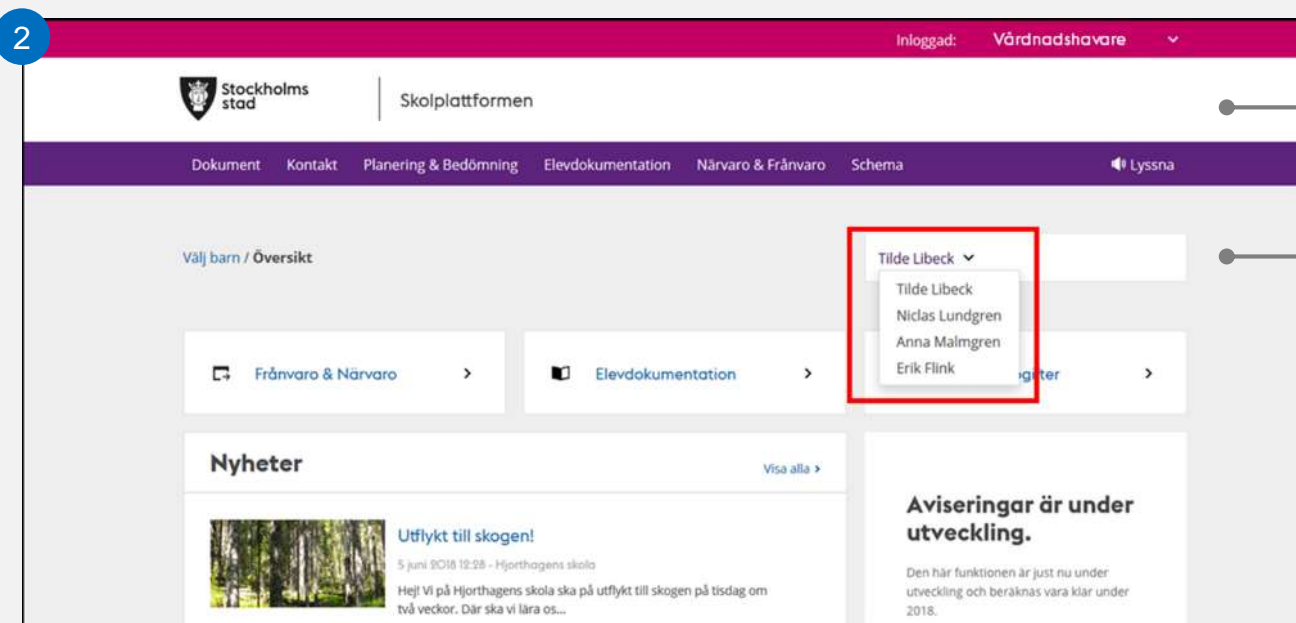 2
Inloggad: Vårdnadshavare
Stockholms
stad
Skolplattformen
Dokument Kontakt Planering & Bedömning Elevdokumentation Närvaro & Frånvaro Schema Lyssna
Välj barn / Översikt
Tilde Libeck
Tilde Libeck
Niclas Lundgren
Anna Malmgren
Erik Flink
Frånvaro & Närvaro
Elevdokumentation
Nyheter
Visa alla
Utflykt till skogen!
5 juni 2018 12:28 - Hjorthagens skola
Hej! Vi på Hjorthagens skola ska på utflykt till skogen på tisdag om
två veckor. Där ska vi lära os...
Aviseringar är under
utveckling.
Den här funktionen är just nu under
utveckling och beräknas vara klar under
2018.